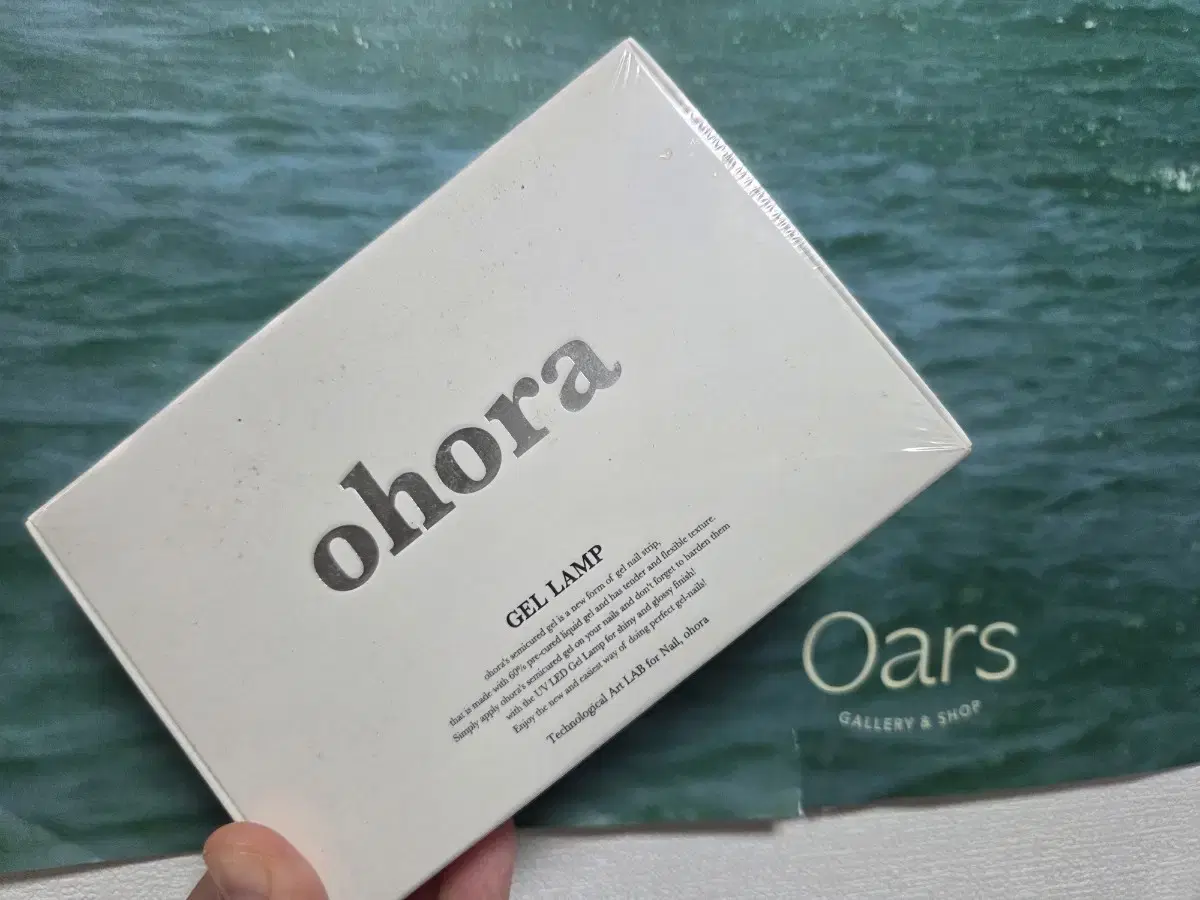 ohora
GEL LAMP
ohora's semicured gel is a new form of gel nail strip,
that is made with 60% pre-cured liquid gel and has tender and flexible texture.
Simply apply ohora's semicured gel on your nails and don't forget to harden them
with the UV LED Gel Lamp for shiny and glossy finish!
Enjoy the new and easiest way of doing perfect gel-nails!
Technological Art LAB for Nail, ohora
Oars
GALLERY & SHOP